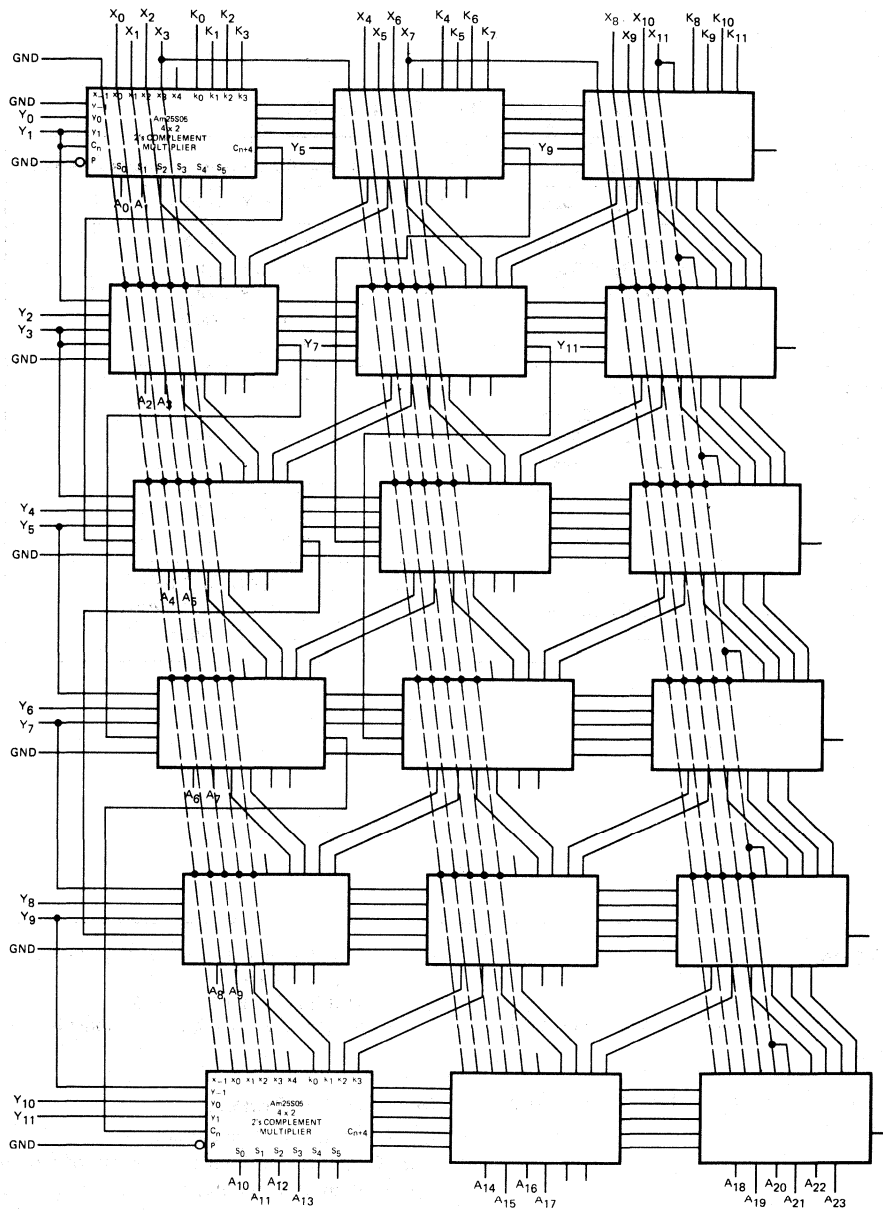 X0 X2 K0 K2 X4 X6 K4 K6 X8 X10 K8 K10
X1 X3 K1 K3 X5 X7 K5 K7 X9 X11 K9 K11
GND
X-1 X0 X1 X2 X3 X4 k0 k1 k2 k3
GND Y-1
Y0 Y0 Am25S05
Y1 Y1 4 x 2
Cn 2's COMPLEMENT
MULTIPLIER Cn+4 Y5 Y9
GND P
S0 S1 S2 S3 S4 S5
A0 A1
Y2
Y3
Y7 Y11
GND
A2 A3
Y4
Y5
GND
A4 A5
Y6
Y7
GND
A6 A7
Y8
Y9
GND
A8 A9
X-1 X0 X1 X2 X3 X4 k0 k1 k2 k3
Y-1
Y10 Y0 Am25S05
Y11 Y1 4 x 2
2's COMPLEMENT
Cn MULTIPLIER Cn+4
GND P
S0 S1 S2 S3 S4 S5
A10 A12 A14 A16 A18 A20 A22
A11 A13 A15 A17 A19 A21 A23